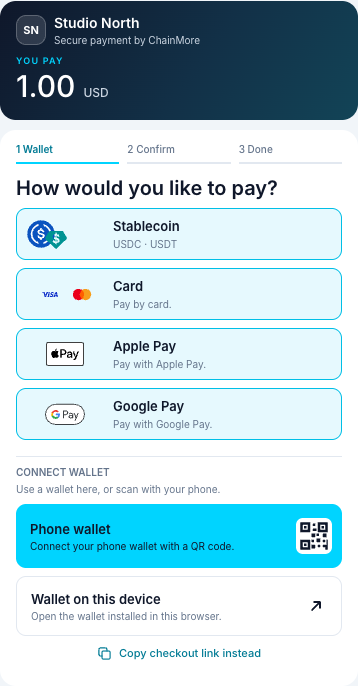 SN
Studio North
Secure payment by ChainMore
YOU PAY
1.00 USD
1 Wallet
2 Confirm
3 Done
How would you like to pay?
Stablecoin
USDC · USDT
VISA
Card
Pay by card.
Pay
Apple Pay
Pay with Apple Pay.
G Pay
Google Pay
Pay with Google Pay.
CONNECT WALLET
Use a wallet here, or scan with your phone.
Phone wallet
Connect your phone wallet with a QR code.
Wallet on this device
Open the wallet installed in this browser.
Copy checkout link instead